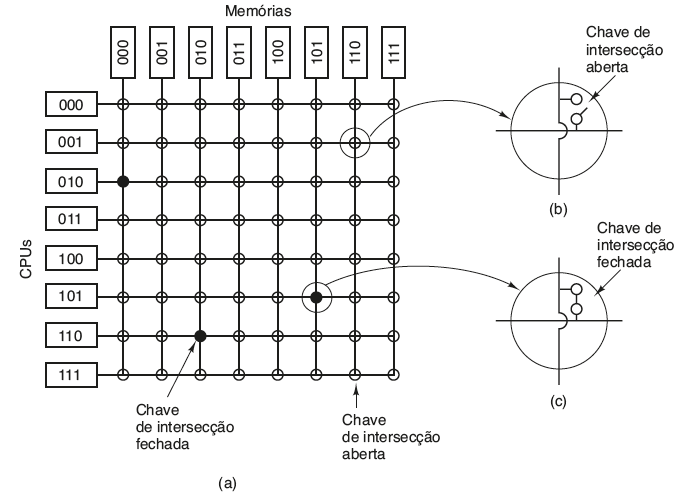 Memórias
000 001 010 011 100 101 110 111
CPUs
000
001
010
011
100
101
110
111
Chave
de intersecção
fechada
Chave
de intersecção
aberta
(a)
Chave de
intersecção
aberta
(b)
Chave de
intersecção
fechada
(c)